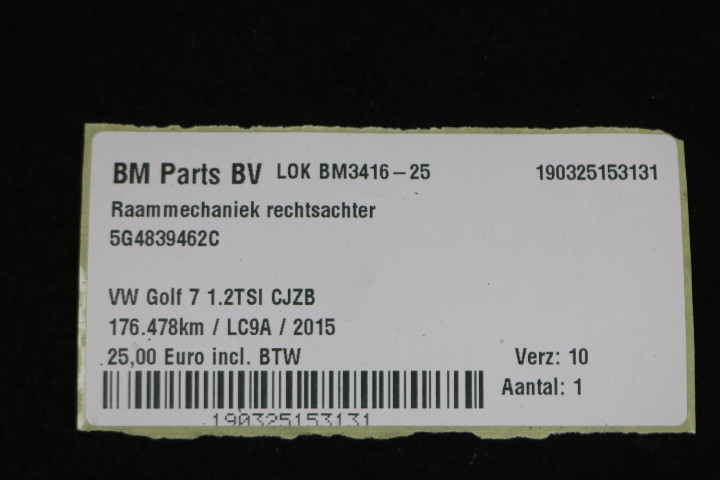 BM Parts BV LOK BM3416-25 190325153131
Raammechaniek rechtsachter
5G4839462C
VW Golf 7 1.2TSI CJZB
176.478km / LC9A / 2015
25,00 Euro incl. BTW Verz: 10
Aantal: 1
190325153131